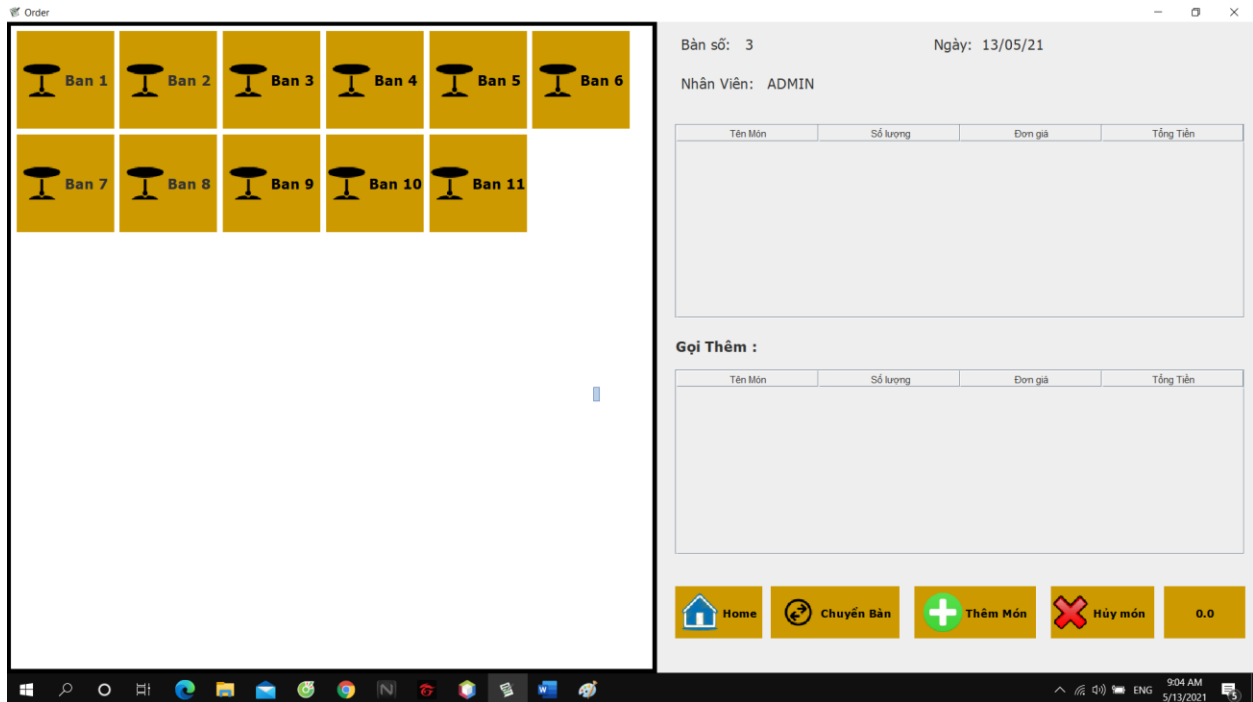 Order
Ban 1 Ban 2 Ban 3 Ban 4 Ban 5 Ban 6
Ban 7 Ban 8 Ban 9 Ban 10 Ban 11
Bàn số: 3 Ngày: 13/05/21
Nhân Viên: ADMIN
Tên Món Số lượng Đơn giá Tổng Tiền
Gọi Thêm :
Tên Món Số lượng Đơn giá Tổng Tiền
Home Chuyển Bàn Thêm Món Hủy món 0.0
ENG 9:04 AM
5/13/2021 5